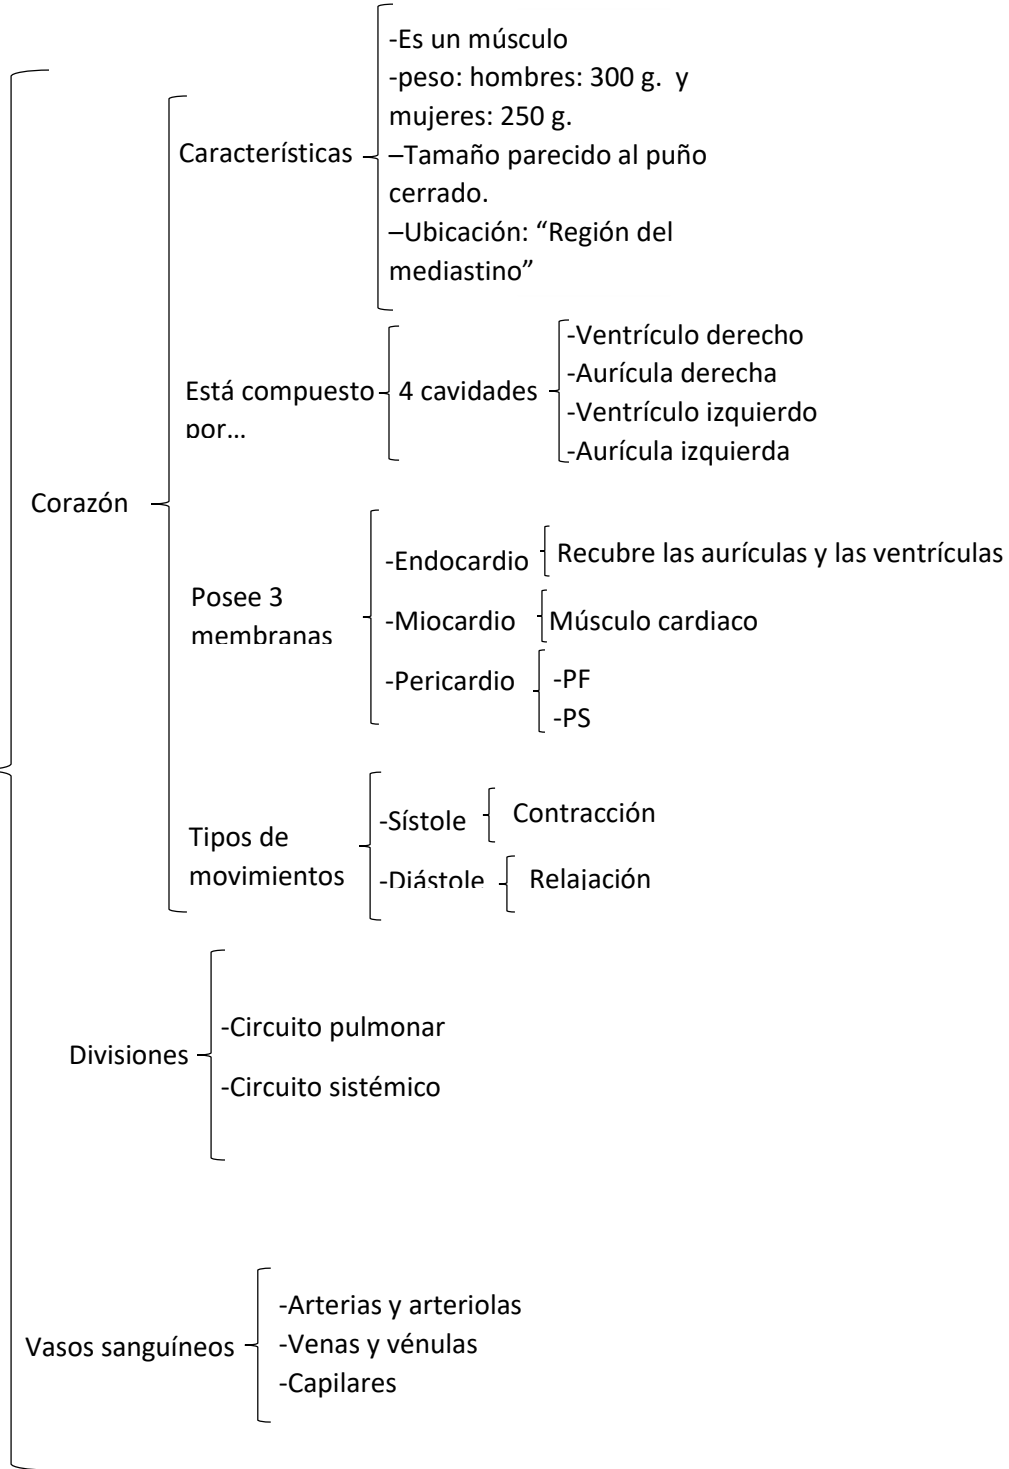 -Es un músculo
-peso: hombres: 300 g.  y
mujeres: 250 g.
–Tamaño parecido al puño
cerrado.
–Ubicación: “Región del
mediastino”
Características
-Ventrículo derecho
-Aurícula derecha
-Ventrículo izquierdo
-Aurícula izquierda
Está compuesto
por…
4 cavidades
Corazón
-Endocardio
Recubre las aurículas y las ventrículas
Posee 3
membranas
-Miocardio
Músculo cardiaco
-Pericardio
-PF
-PS
Tipos de
movimientos
-Sístole
Contracción
-Diástole
Relajación
Divisiones
-Circuito pulmonar
-Circuito sistémico
Vasos sanguíneos
-Arterias y arteriolas
-Venas y vénulas
-Capilares